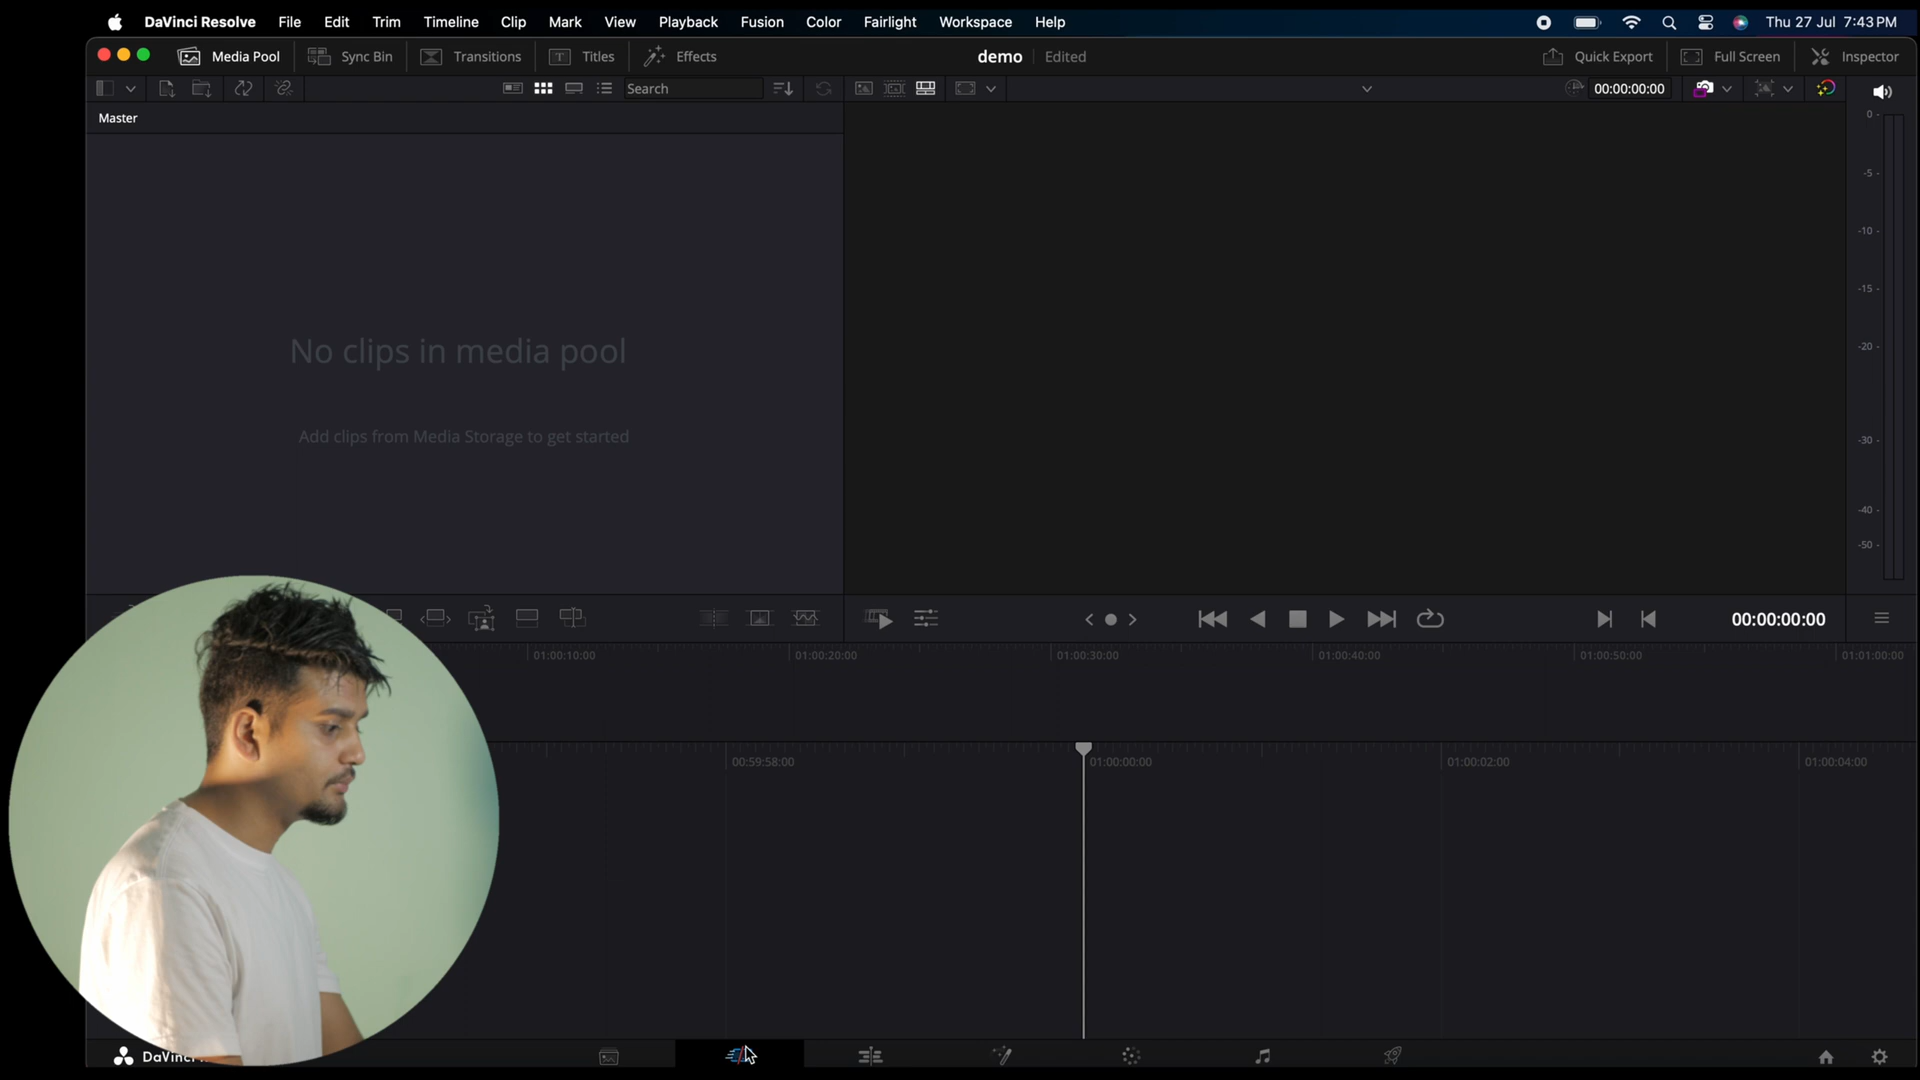 DaVinci Resolve File Edit Trim Timeline Clip Mark View Playback Fusion Color Fairlight Workspace Help Thu 27 Jul 7:43 PM
Media Pool Sync Bin Transitions Titles Effects demo Edited Quick Export Full Screen Inspector
Search 00:00:00:00
Master
0 -
-5 -
-10 -
-15 -
-20 -
-30 -
-40 -
-50 -
No clips in media pool
Add clips from Media Storage to get started
00:00:00:00
01:00:10:00 01:00:20:00 01:00:30:00 01:00:40:00 01:00:50:00 01:01:00:00
00:59:58:00 01:00:00:00 01:00:02:00 01:00:04:00